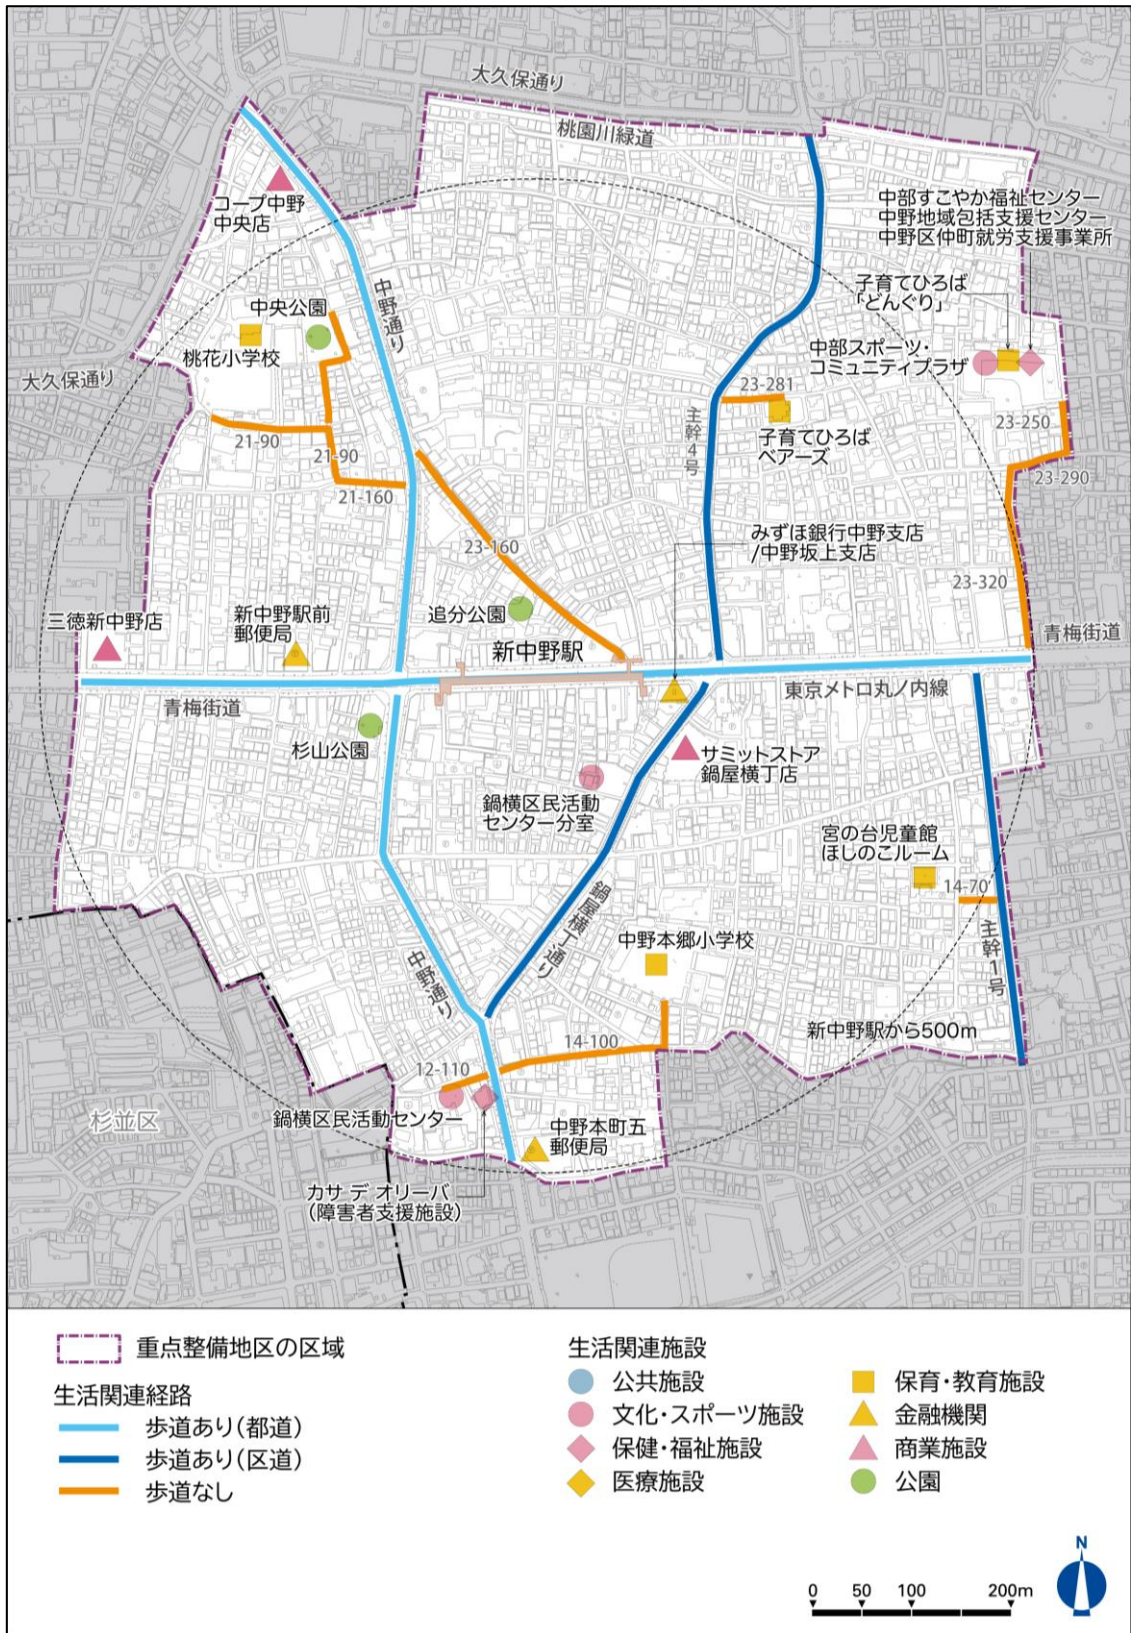 大久保通り
桃園川緑道
コープ中野
中央店
中野通り
中部すこやか福祉センター
中野地域包括支援センター
中野区仲町就労支援事業所
子育てひろば
「どんぐり」
中央公園
桃花小学校
中部スポーツ・
コミュニティプラザ
大久保通り
23-281
主幹4号
子育てひろば
ベアーズ
23-250
21-90
21-90
21-160
23-290
23-160
みずほ銀行中野支店
/中野坂上支店
23-320
三徳新中野店
新中野駅前
郵便局
追分公園
新中野駅
青梅街道
青梅街道
東京メトロ丸ノ内線
杉山公園
サミットストア
鍋屋横丁店
鍋横区民活動
センター分室
宮の台児童館
ほしのこルーム
14-70
鍋屋横丁通り
中野本郷小学校
主幹1号
中野通り
新中野駅から500m
14-100
12-110
杉並区
鍋横区民活動センター
中野本町五
郵便局
カサ デ オリーバ
(障害者支援施設)
重点整備地区の区域
生活関連経路
歩道あり(都道)
歩道あり(区道)
歩道なし
生活関連施設
公共施設
文化・スポーツ施設
保健・福祉施設
医療施設
保育・教育施設
金融機関
商業施設
公園
N
0 50 100 200m